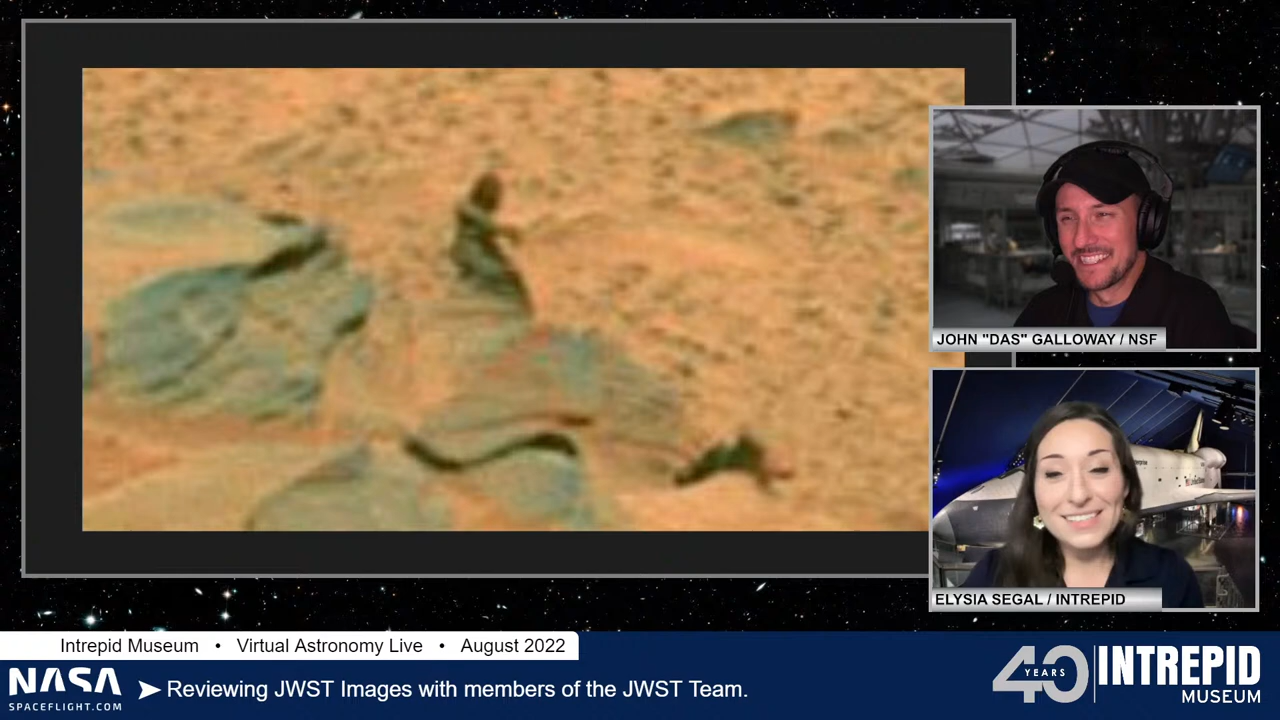 JOHN "DAS" GALLOWAY / NSF
ELYSIA SEGAL / INTREPID
Intrepid Museum • Virtual Astronomy Live • August 2022
NASA
SPACEFLIGHT.COM
Reviewing JWST Images with members of the JWST Team.
40
YEARS
INTREPID
MUSEUM